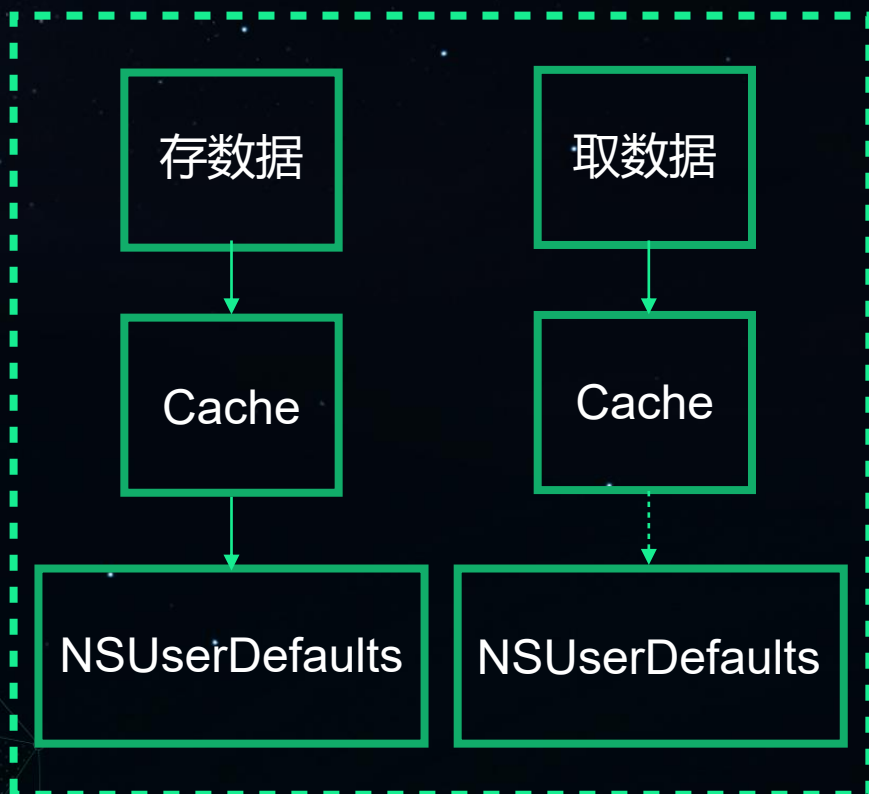 存数据
取数据
Cache
Cache
NSUserDefaults
NSUserDefaults